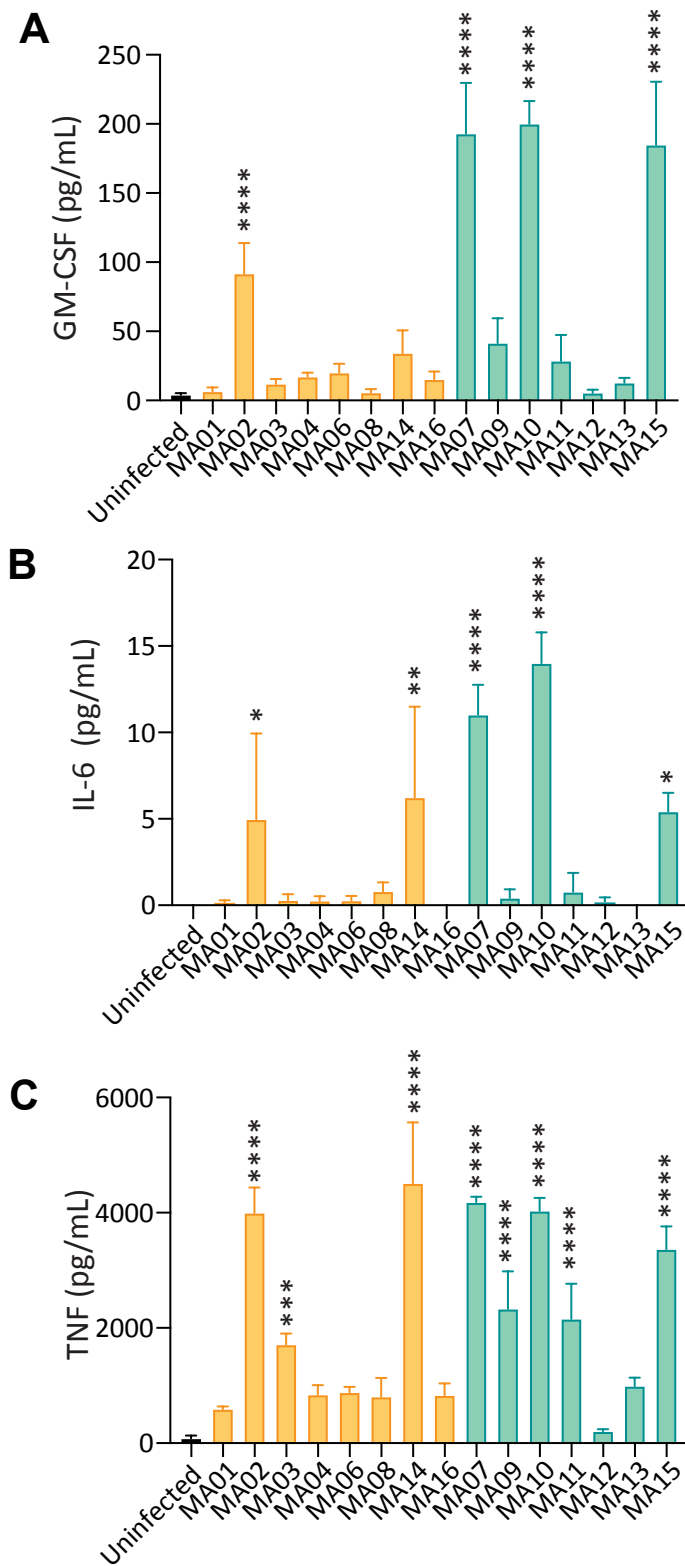 A
GM-CSF (pg/mL)
250
200
150
100
50
0
****
****
****
****
Uninfected
MA01
MA02
MA03
MA04
MA06
MA08
MA14
MA16
MA07
MA09
MA10
MA11
MA12
MA13
MA15
B
IL-6 (pg/mL)
20
15
10
5
0
*
**
****
****
*
Uninfected
MA01
MA02
MA03
MA04
MA06
MA08
MA14
MA16
MA07
MA09
MA10
MA11
MA12
MA13
MA15
C
TNF (pg/mL)
6000
4000
2000
0
****
***
****
****
****
****
****
****
Uninfected
MA01
MA02
MA03
MA04
MA06
MA08
MA14
MA16
MA07
MA09
MA10
MA11
MA12
MA13
MA15